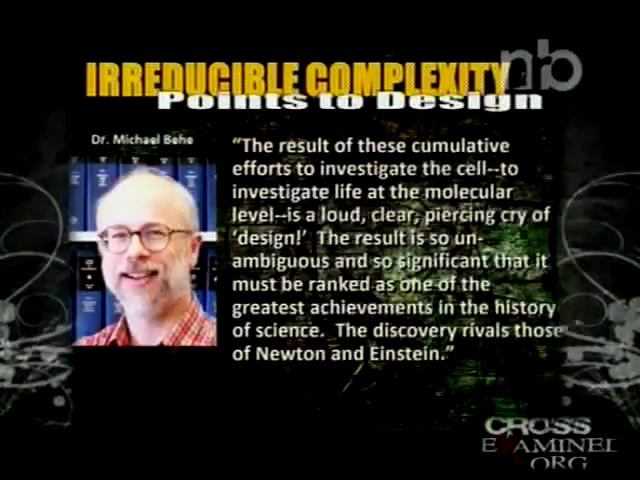 nrb
IRREDUCIBLE COMPLEXITY
Points to Design
Dr. Michael Behe
“The result of these cumulative
efforts to investigate the cell--to
investigate life at the molecular
level--is a loud, clear, piercing cry of
‘design!’ The result is so un-
ambiguous and so significant that it
must be ranked as one of the
greatest achievements in the history
of science. The discovery rivals those
of Newton and Einstein.”
CROSS
EXAMINED
.ORG